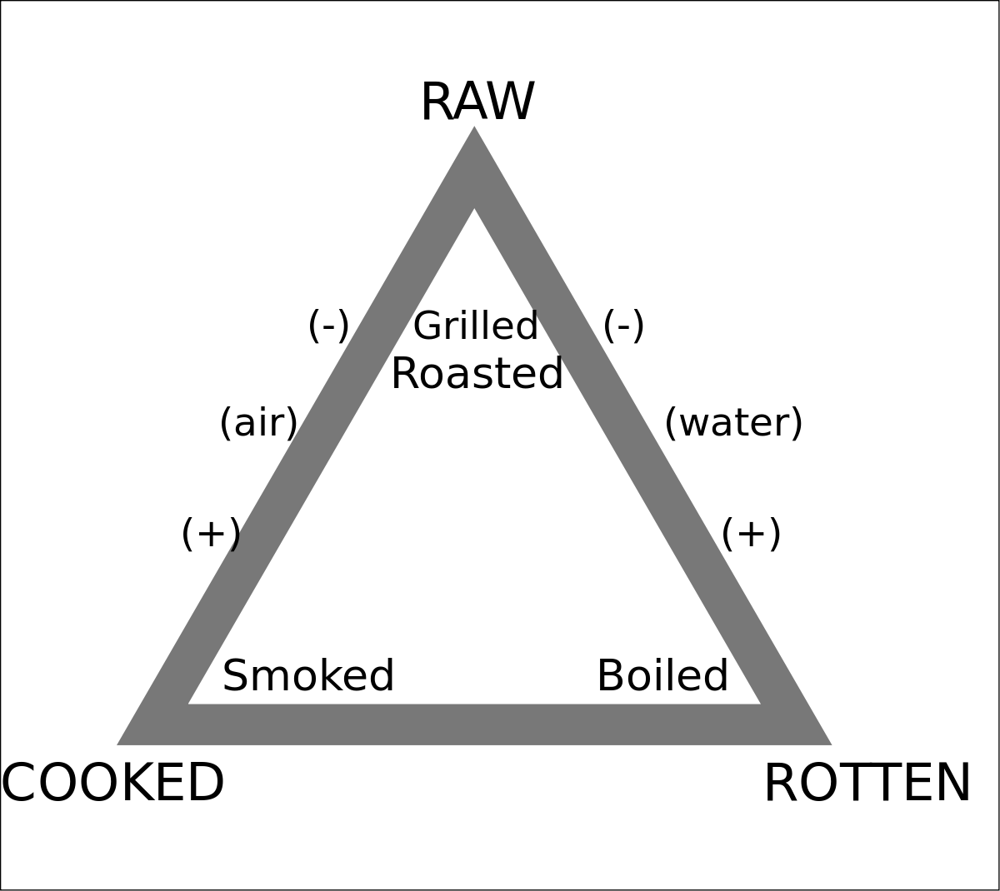 RAW
(-) Grilled (-)
Roasted
(air) (water)
(+) (+)
Smoked Boiled
COOKED ROTTEN